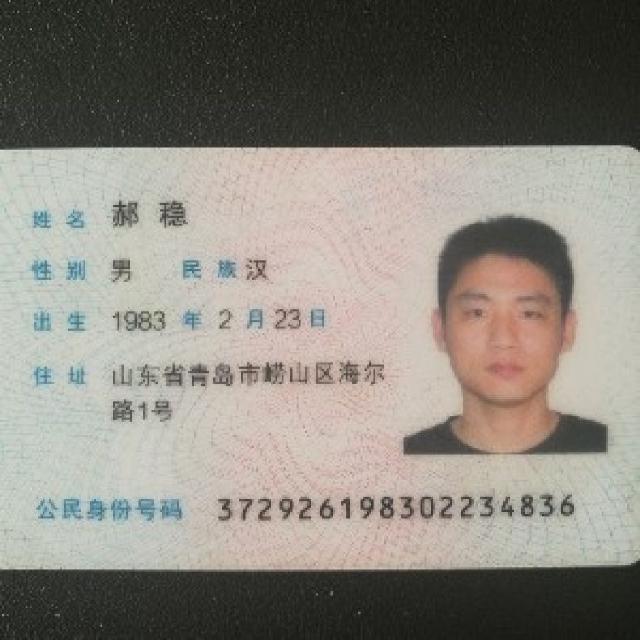 姓名 郝稳
性别 男 民族 汉
出生 1983 年 2 月 23 日
住址 山东省青岛市崂山区海尔
路1号
公民身份号码 372926198302234836